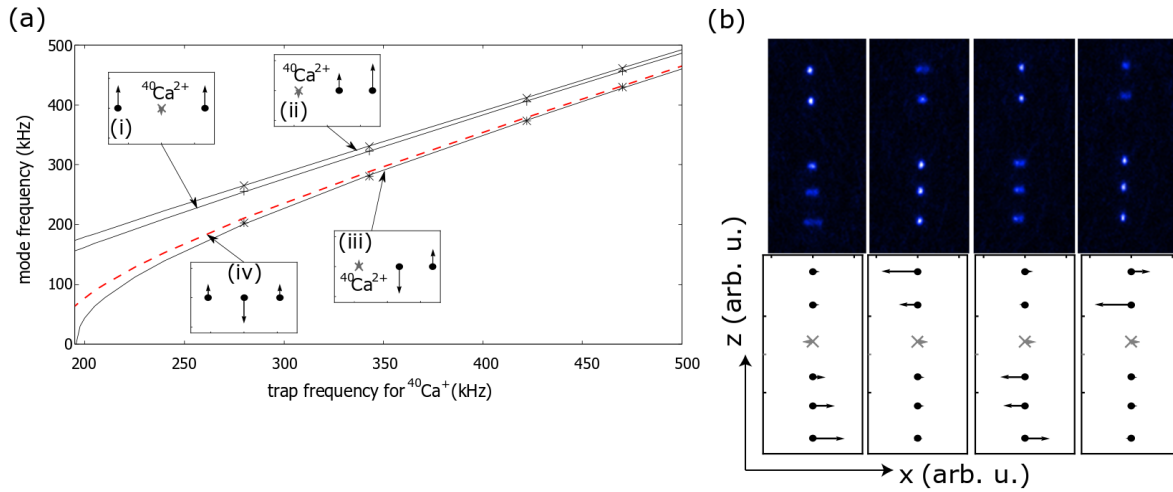 (a)
(b)
500
400
300
200
100
0
mode frequency (kHz)
200
250
300
350
400
450
500
trap frequency for ⁴⁰Ca⁺(kHz)
⁴⁰Ca²⁺
(i)
⁴⁰Ca²⁺
(ii)
(iii)
⁴⁰Ca²⁺
(iv)
z (arb. u.)
x (arb. u.)